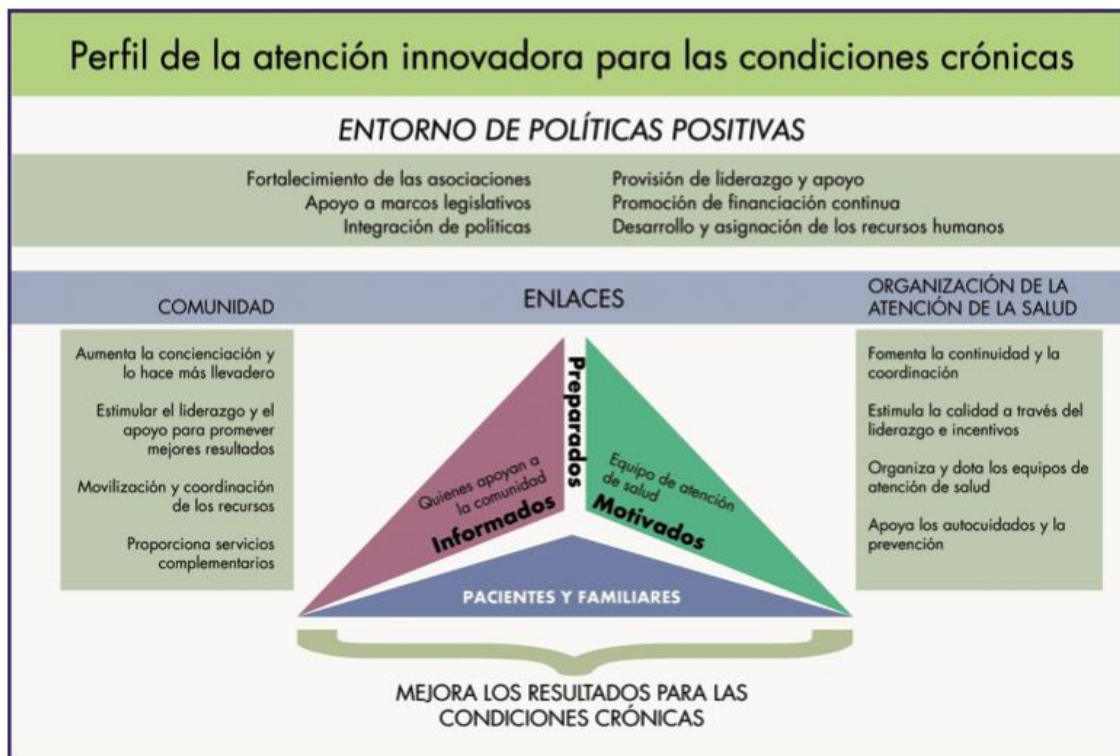 Perfil de la atención innovadora para las condiciones crónicas
ENTORNO DE POLÍTICAS POSITIVAS
Fortalecimiento de las asociaciones
Apoyo a marcos legislativos
Integración de políticas
Provisión de liderazgo y apoyo
Promoción de financiación continua
Desarrollo y asignación de los recursos humanos
COMUNIDAD
Aumenta la concienciación y
lo hace más llevadero
Estimular el liderazgo y el
apoyo para promover
mejores resultados
Movilización y coordinación
de los recursos
Proporciona servicios
complementarios
ENLACES
Preparados
Quienes apoyan a
la comunidad
Informados
Equipo de atención
de salud
Motivados
PACIENTES Y FAMILIARES
ORGANIZACIÓN DE LA
ATENCIÓN DE LA SALUD
Fomenta la continuidad y la
coordinación
Estimula la calidad a través del
liderazgo e incentivos
Organiza y dota los equipos de
atención de salud
Apoya los autocuidados y la
prevención
MEJORA LOS RESULTADOS PARA LAS
CONDICIONES CRÓNICAS